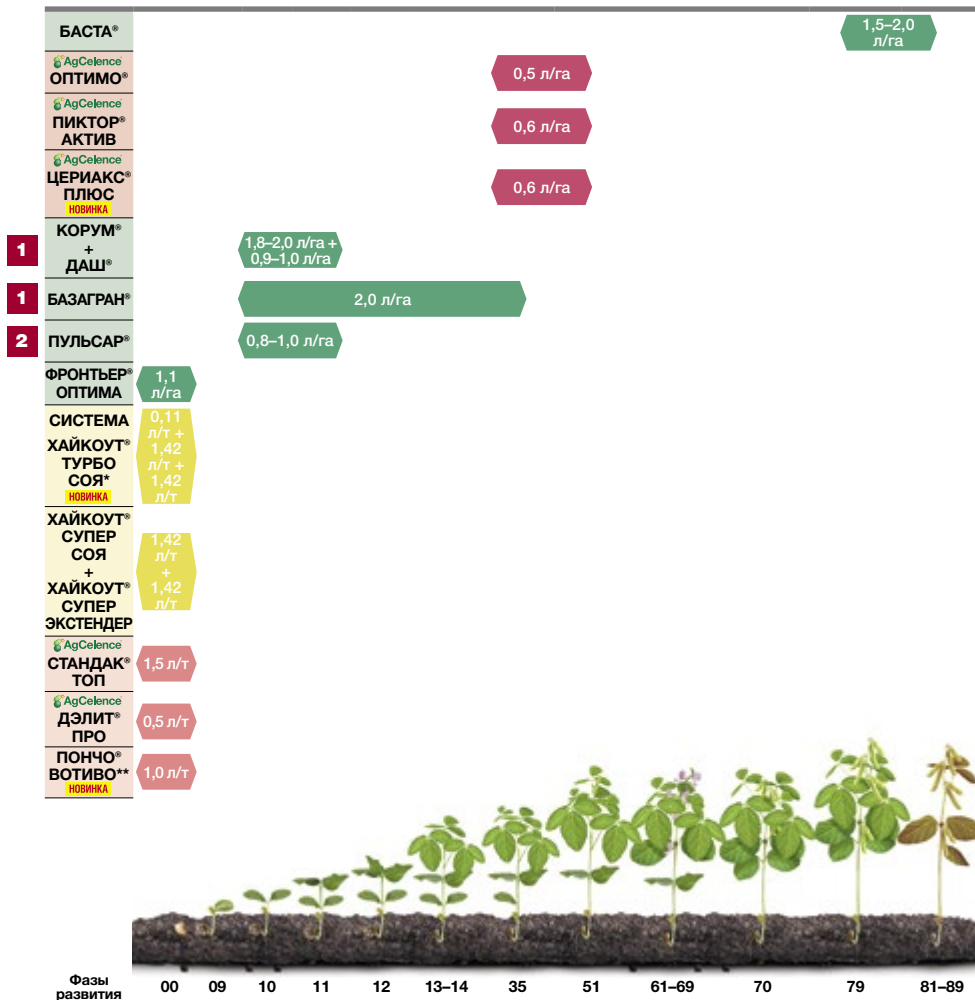 БАСТА®
1,5–2,0
л/га
AgCelence
ОПТИМО®
0,5 л/га
AgCelence
ПИКТОР®
АКТИВ
0,6 л/га
AgCelence
ЦЕРИАКС®
ПЛЮС
НОВИНКА
0,6 л/га
1
КОРУМ®
+
ДАШ®
1,8–2,0 л/га +
0,9–1,0 л/га
1
БАЗАГРАН®
2,0 л/га
2
ПУЛЬСАР®
0,8–1,0 л/га
ФРОНТЬЕР®
ОПТИМА
1,1
л/га
СИСТЕМА
ХАЙКОУТ®
ТУРБО
СОЯ*
НОВИНКА
0,11
л/т +
1,42
л/т +
1,42
л/т
ХАЙКОУТ®
СУПЕР
СОЯ
+
ХАЙКОУТ®
СУПЕР
ЭКСТЕНДЕР
1,42
л/т
+
1,42
л/т
AgCelence
СТАНДАК®
ТОП
1,5 л/т
AgCelence
ДЭЛИТ®
ПРО
0,5 л/т
ПОНЧО®
ВОТИВО**
НОВИНКА
1,0 л/т
Фазы
развития
00 09 10 11 12 13–14 35 51 61–69 70 79 81–89